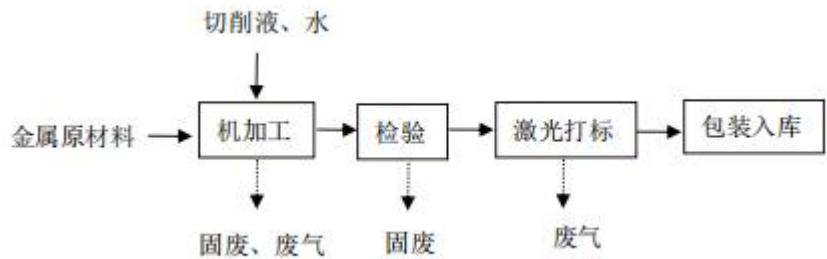 切削液、水
金属原材料
机加工
检验
激光打标
包装入库
固废、废气
固废
废气